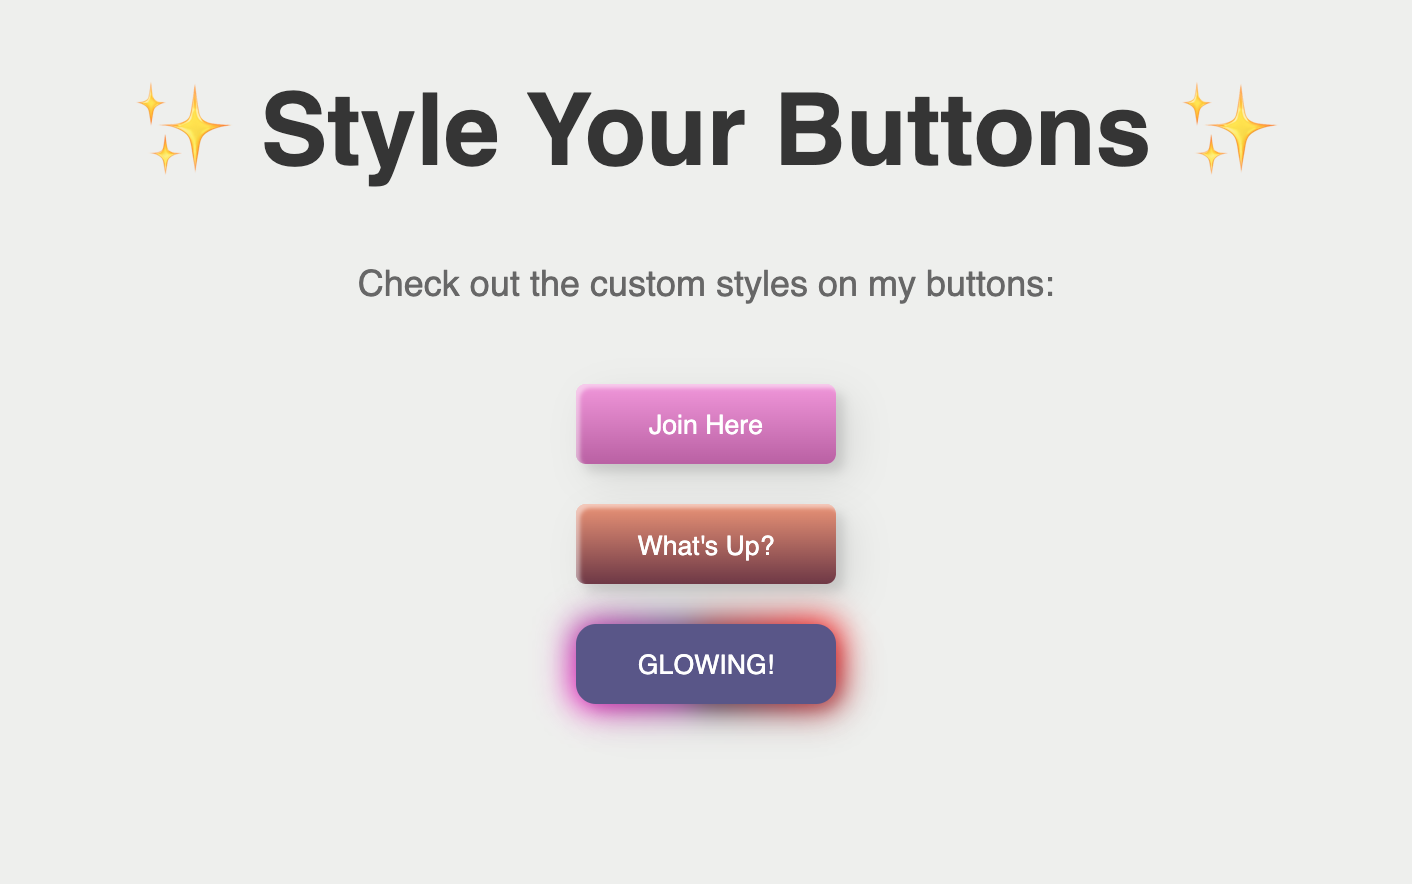 ✨ Style Your Buttons ✨
Check out the custom styles on my buttons:
Join Here
What's Up?
GLOWING!